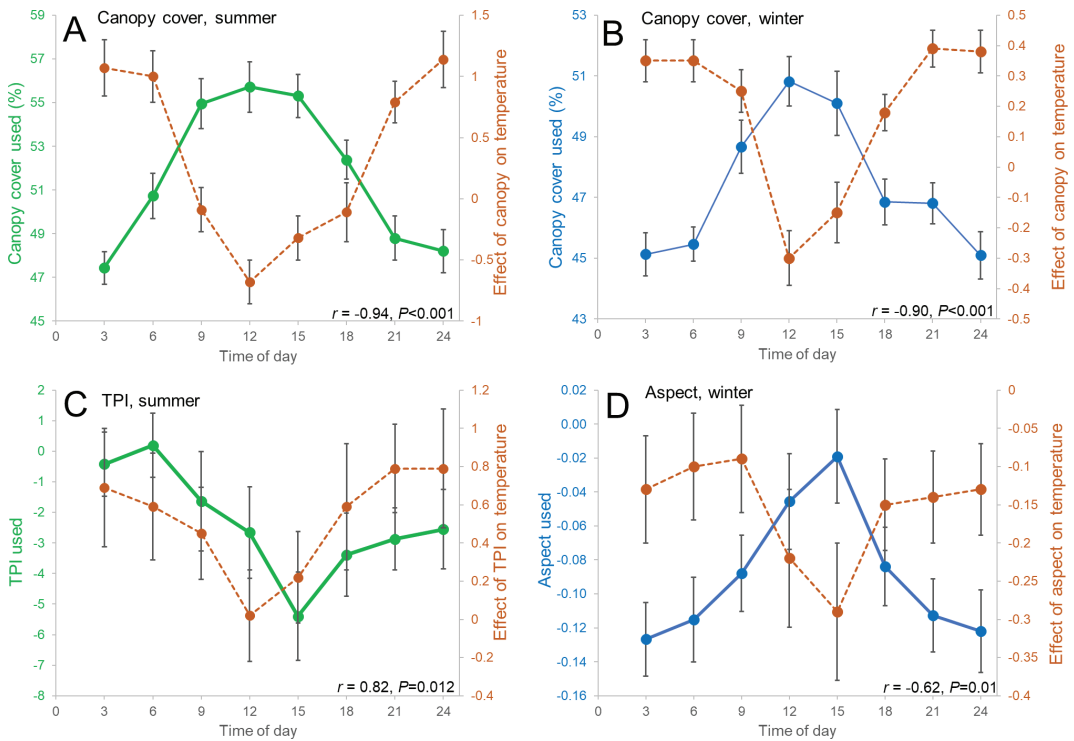 A Canopy cover, summer
59
57
55
53
51
49
47
45
Canopy cover used (%)
1.5
1
0.5
0
-0.5
-1
Effect of canopy on temperature
r = -0.94, P<0.001
0 3 6 9 12 15 18 21 24
Time of day
B Canopy cover, winter
53
51
49
47
45
43
Canopy cover used (%)
0.5
0.4
0.3
0.2
0.1
0
-0.1
-0.2
-0.3
-0.4
-0.5
Effect of canopy on temperature
r = -0.90, P<0.001
0 3 6 9 12 15 18 21 24
Time of day
C TPI, summer
2
1
0
-1
-2
-3
-4
-5
-6
-7
-8
TPI used
1.2
1
0.8
0.6
0.4
0.2
0
-0.2
-0.4
Effect of TPI on temperature
r = 0.82, P=0.012
0 3 6 9 12 15 18 21 24
Time of day
D Aspect, winter
0.02
0.00
-0.02
-0.04
-0.06
-0.08
-0.10
-0.12
-0.14
-0.16
Aspect used
0
-0.05
-0.1
-0.15
-0.2
-0.25
-0.3
-0.35
-0.4
Effect of aspect on temperature
r = -0.62, P=0.01
0 3 6 9 12 15 18 21 24
Time of day